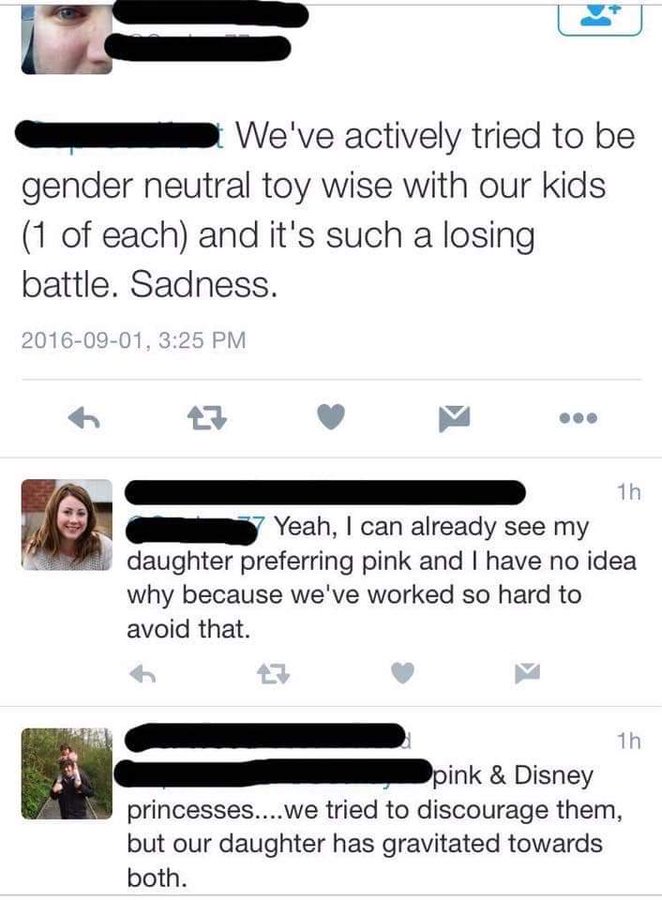 We've actively tried to be
gender neutral toy wise with our kids
(1 of each) and it's such a losing
battle. Sadness.
2016-09-01, 3:25 PM
1h
Yeah, I can already see my
daughter preferring pink and I have no idea
why because we've worked so hard to
avoid that.
1h
pink & Disney
princesses....we tried to discourage them,
but our daughter has gravitated towards
both.